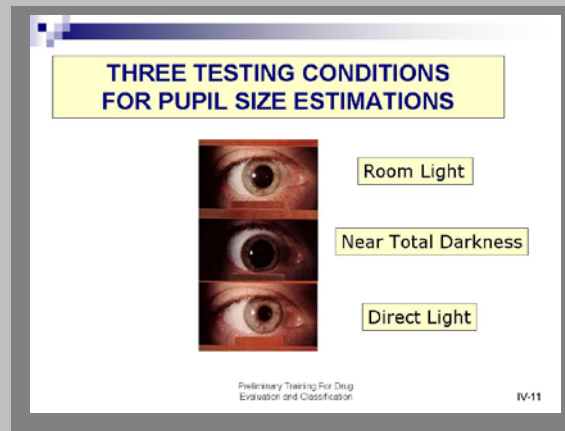 THREE TESTING CONDITIONS
FOR PUPIL SIZE ESTIMATIONS
Room Light
Near Total Darkness
Direct Light
Preliminary Training For Drug
Evaluation and Classification
IV-11